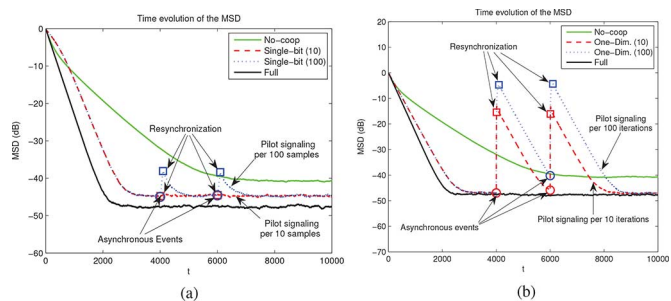 Time evolution of the MSD
0
-10
-20
-30
-40
-50
-60
MSD (dB)
No-coop
Single-bit (10)
Single-bit (100)
Full
Resynchronization
Pilot signaling
per 100 samples
Asynchronous Events
Pilot signaling
per 10 samples
0
2000
4000
6000
8000
10000
t
(a)
Time evolution of the MSD
20
10
0
-10
-20
-30
-40
-50
-60
-70
MSD (dB)
No-coop
One-Dim. (10)
One-Dim. (100)
Full
Resynchronization
Pilot signaling
per 100 iterations
Asynchronous events
Pilot signaling per 10 iterations
0
2000
4000
6000
8000
10000
t
(b)